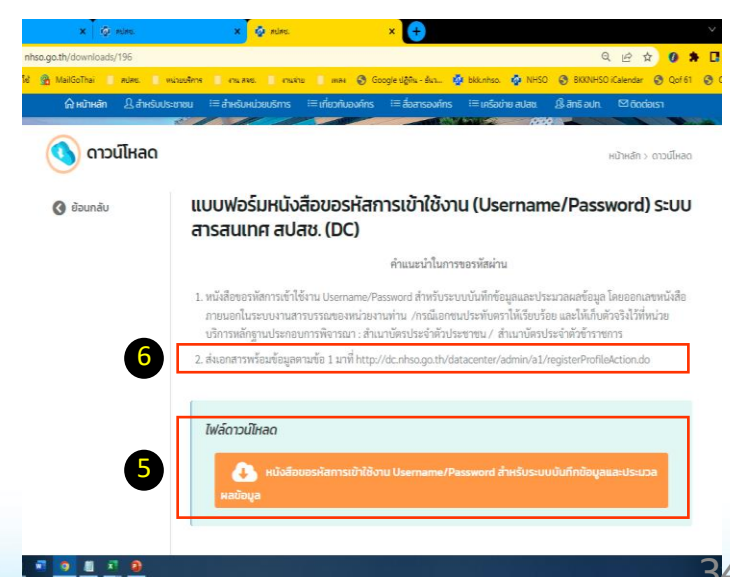 สปสช.
สปสช.
nhso.go.th/downloads/196
MailGoThai สปสช. หน่วยบริการ Google ปฏิทิน - สัปา... bkk.nhso. NHSO BKKNHSO iCalendar Qof 61
หน้าหลัก สำหรับประชาชน สำหรับหน่วยบริการ เกี่ยวกับองค์กร สื่อสารองค์กร เครือข่าย สปสช. สิทธิ อปท. ติดต่อเรา
ดาวน์โหลด
หน้าหลัก > ดาวน์โหลด
ย้อนกลับ
แบบฟอร์มหนังสือขอรหัสการเข้าใช้งาน (Username/Password) ระบบ
สารสนเทศ สปสช. (DC)
คำแนะนำในการขอรหัสผ่าน
1. หนังสือขอรหัสการเข้าใช้งาน Username/Password สำหรับระบบบันทึกข้อมูลและประมวลผลข้อมูล โดยออกเลขหนังสือ
ภายนอกในระบบงานสารบรรณของหน่วยงานท่าน /กรณีเอกชนประทับตราให้เรียบร้อย และให้เก็บตัวจริงไว้ที่หน่วย
บริการหลักฐานประกอบการพิจารณา : สำเนาบัตรประจำตัวประชาชน / สำเนาบัตรประจำตัวข้าราชการ
6
2. ส่งเอกสารพร้อมข้อมูลตามข้อ 1 มาที่ http://dc.nhso.go.th/datacenter/admin/a1/registerProfileAction.do
ไฟล์ดาวน์โหลด
5
หนังสือขอรหัสการเข้าใช้งาน Username/Password สำหรับระบบบันทึกข้อมูลและประมวล
ผลข้อมูล
34